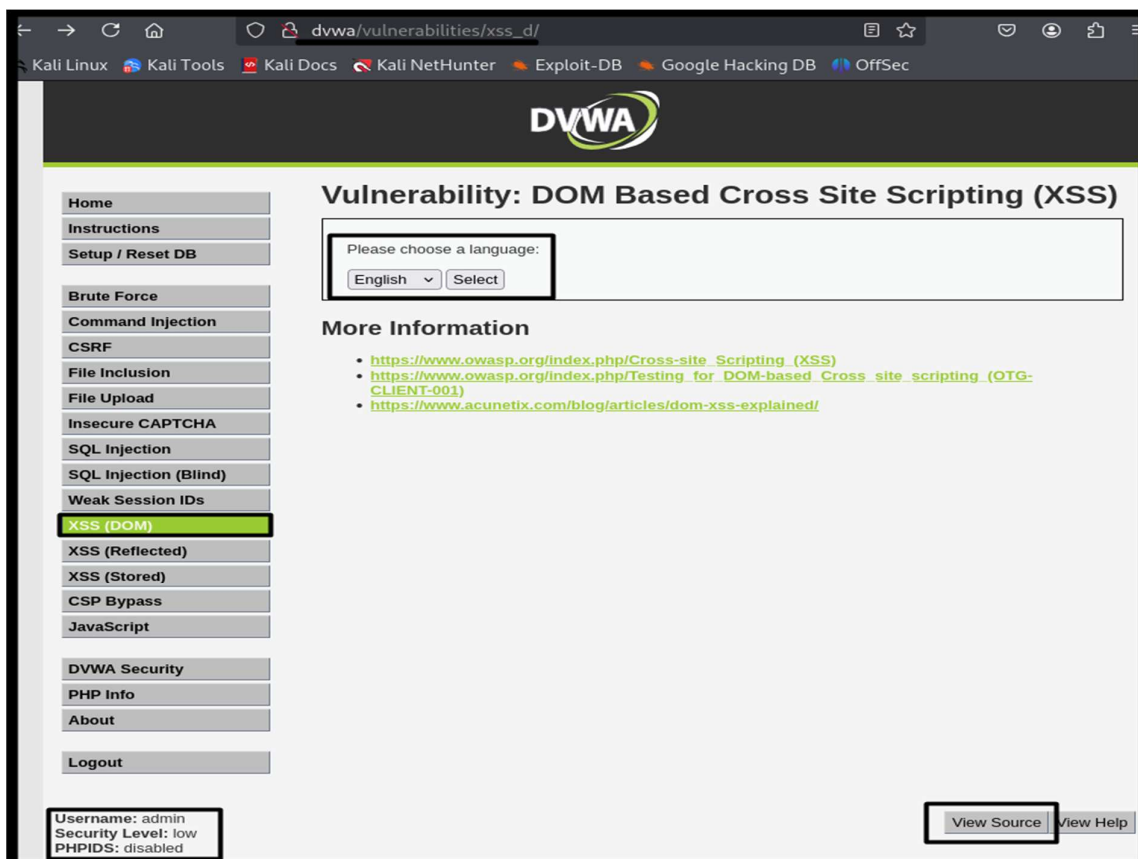 dvwa/vulnerabilities/xss_d/
Kali Linux Kali Tools Kali Docs Kali NetHunter Exploit-DB Google Hacking DB OffSec
DVWA
Home
Instructions
Setup / Reset DB
Brute Force
Command Injection
CSRF
File Inclusion
File Upload
Insecure CAPTCHA
SQL Injection
SQL Injection (Blind)
Weak Session IDs
XSS (DOM)
XSS (Reflected)
XSS (Stored)
CSP Bypass
JavaScript
DVWA Security
PHP Info
About
Logout
Vulnerability: DOM Based Cross Site Scripting (XSS)
Please choose a language:
English Select
More Information
https://www.owasp.org/index.php/Cross-site_Scripting_(XSS)
https://www.owasp.org/index.php/Testing_for_DOM-based_Cross_site_scripting_(OTG-
CLIENT-001)
https://www.acunetix.com/blog/articles/dom-xss-explained/
Username: admin
Security Level: low
PHPIDS: disabled
View Source View Help